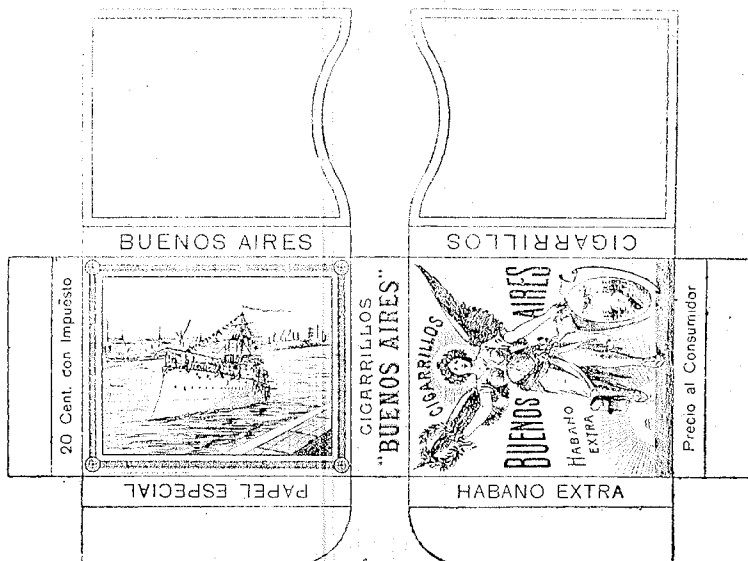 BUENOS AIRES
CIGARRILLOS
20 Cent. con Impuesto
CIGARRILLOS
"BUENOS AIRES"
CIGARRILLOS
BUENOS AIRES
HABANO
EXTRA
Precio al Consumidor
PAPEL ESPECIAL
HABANO EXTRA